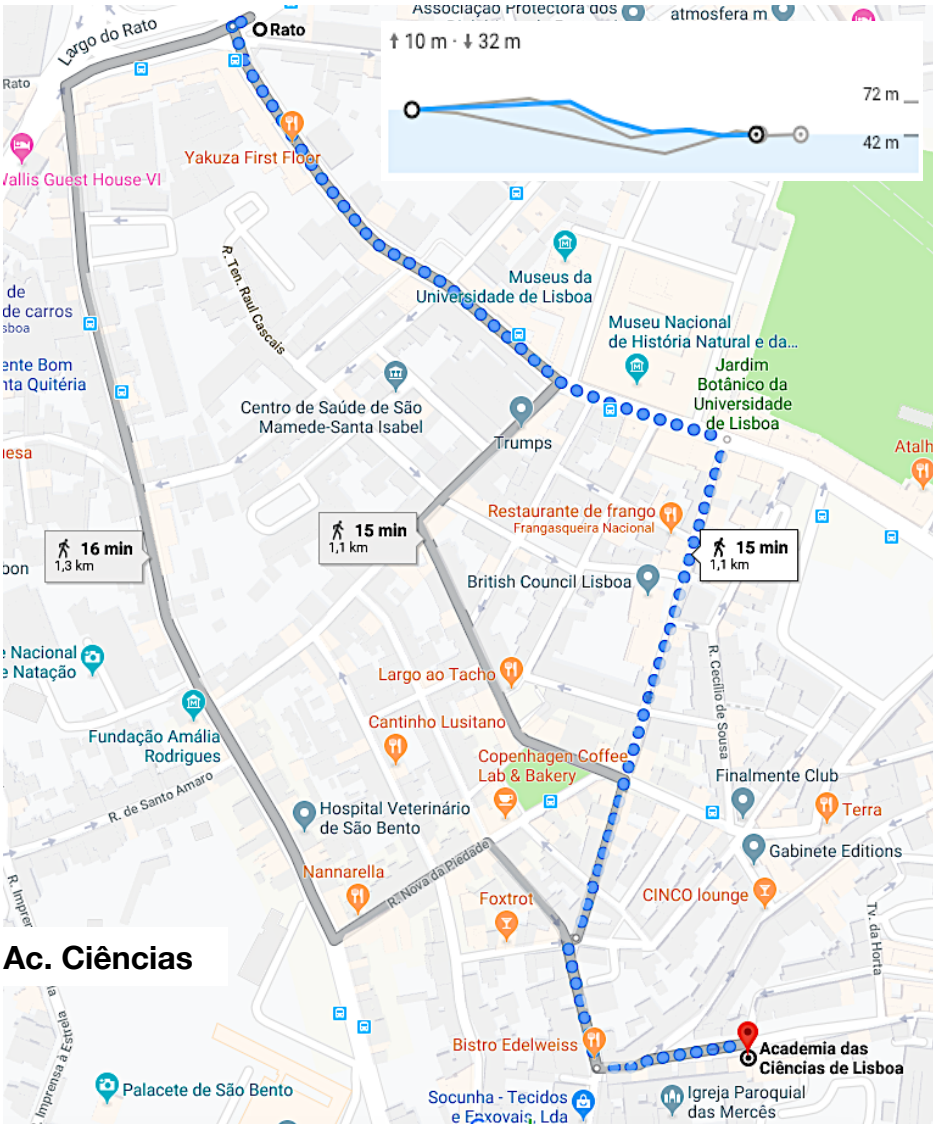 Associação Protectora dos
atmosfera m
Largo do Rato
Rato
↑ 10 m · ↓ 32 m
72 m
42 m
Rato
Yakuza First Floor
Wallis Guest House VI
R. Ten. Raul Cascais
Museus da
Universidade de Lisboa
de
de carros
sboa
Museu Nacional
de História Natural e da...
Jardim
Botânico da
Universidade
de Lisboa
ente Bom
nta Quitéria
Centro de Saúde de São
Mamede-Santa Isabel
Trumps
esa
Atalh
Restaurante de frango
Frangasqueira Nacional
16 min
1,3 km
15 min
1,1 km
15 min
1,1 km
bon
British Council Lisboa
e Nacional
e Natação
R. Cecílio de Sousa
Largo ao Tacho
Fundação Amália
Rodrigues
Cantinho Lusitano
Copenhagen Coffee
Lab & Bakery
R. de Santo Amaro
Finalmente Club
Terra
Hospital Veterinário
de São Bento
Gabinete Editions
Nannarella
R. Nova da Piedade
Foxtrot
CINCO lounge
R. Impren
Tv. da Horta
Ac. Ciências
Imprensa à Estrela
Bistro Edelweiss
Academia das
Ciências de Lisboa
Palacete de São Bento
Socunha - Tecidos
e Enxovais, Lda
Igreja Paroquial
das Mercês